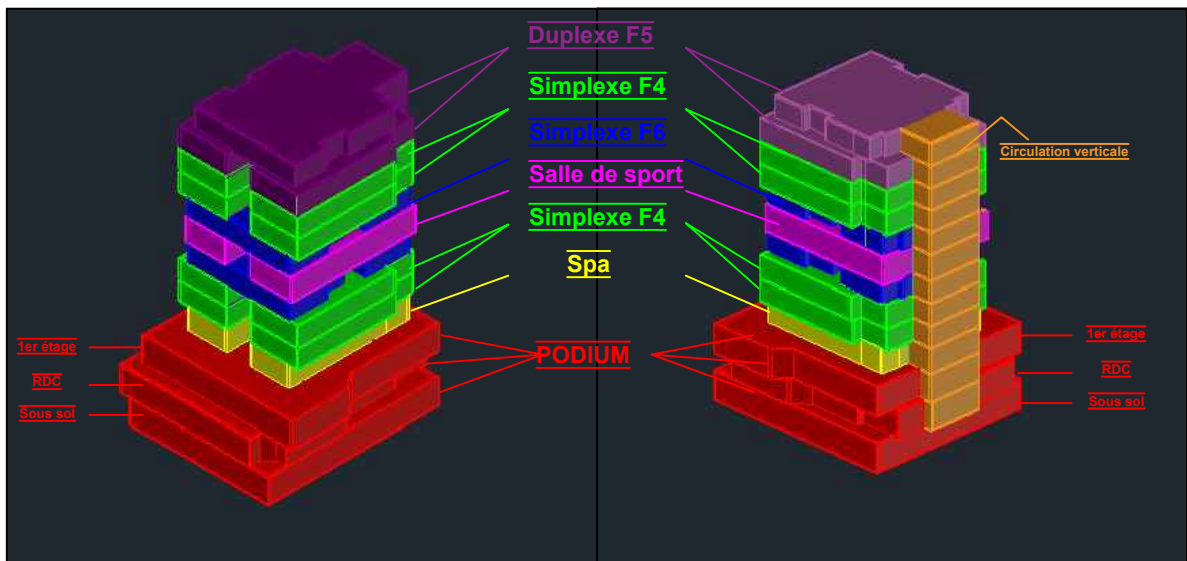 Duplexe F5
Simplexe F4
Simplexe F6
Circulation verticale
Salle de sport
Simplexe F4
Spa
1er étage
PODIUM
1er étage
RDC
RDC
Sous sol
Sous sol